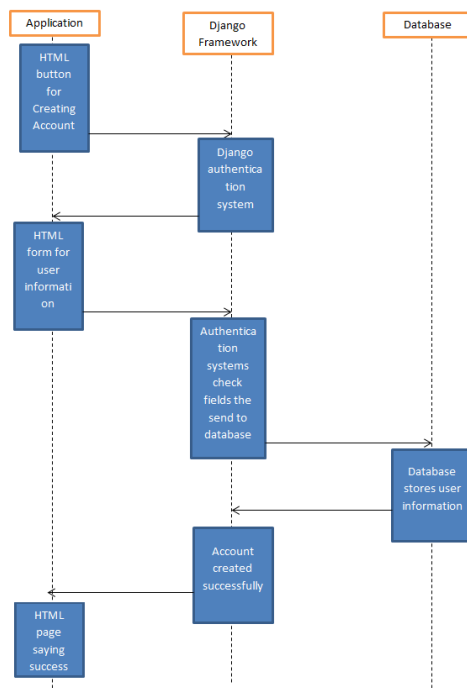 Application
Django
Framework
Database
HTML
button
for
Creating
Account
Django
authentica
tion
system
HTML
form for
user
informati
on
Authentica
tion
systems
check
fields the
send to
database
Database
stores user
information
Account
created
successfully
HTML
page
saying
success